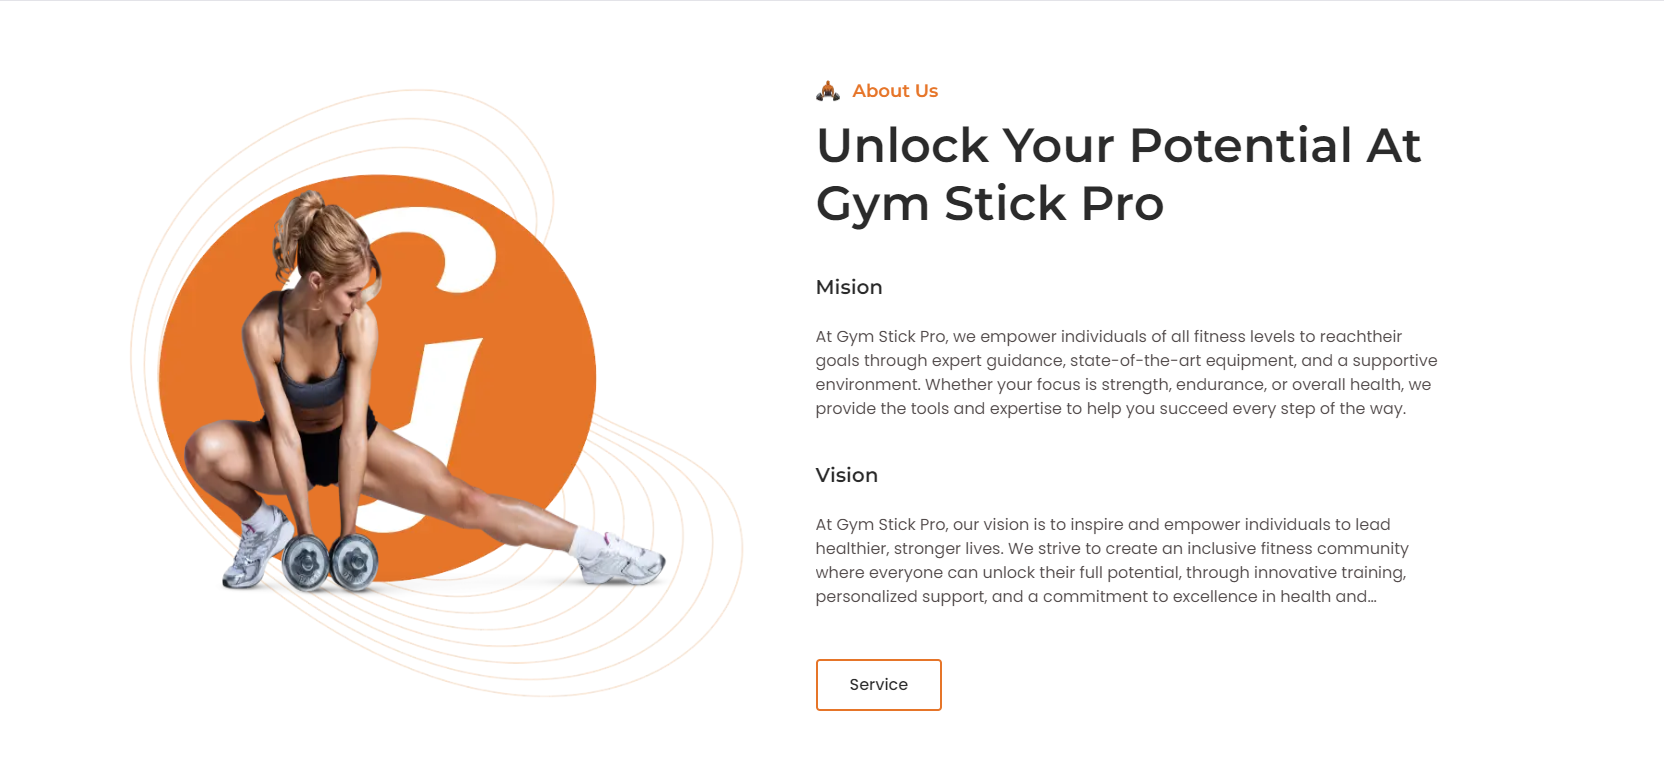 About Us
Unlock Your Potential At
Gym Stick Pro
Mision
At Gym Stick Pro, we empower individuals of all fitness levels to reachtheir
goals through expert guidance, state-of-the-art equipment, and a supportive
environment. Whether your focus is strength, endurance, or overall health, we
provide the tools and expertise to help you succeed every step of the way.
Vision
At Gym Stick Pro, our vision is to inspire and empower individuals to lead
healthier, stronger lives. We strive to create an inclusive fitness community
where everyone can unlock their full potential, through innovative training,
personalized support, and a commitment to excellence in health and…
Service